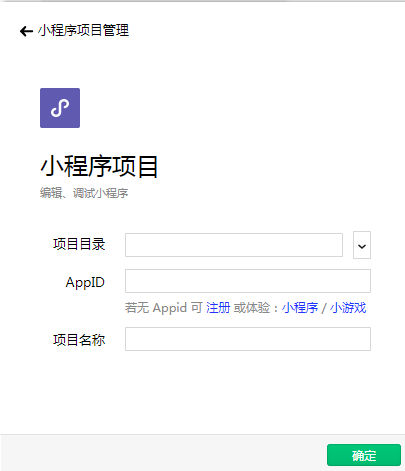 小程序项目管理
小程序项目
编辑、调试小程序
项目目录
AppID
若无 Appid 可 注册 或体验：小程序 / 小游戏
项目名称
确定